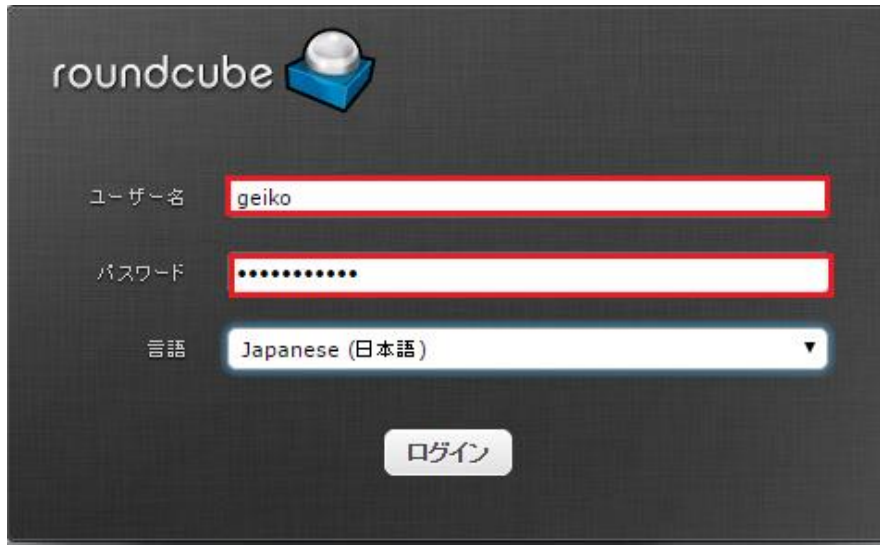 roundcube
ユーザー名 geiko
パスワード •••••••••••
言語 Japanese (日本語) ▼
ログイン